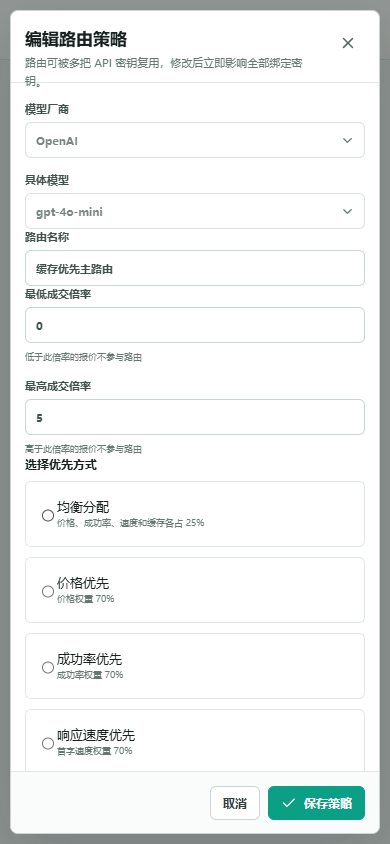 编辑路由策略
路由可被多把 API 密钥复用，修改后立即影响全部绑定密
钥。
模型厂商
OpenAI
具体模型
gpt-4o-mini
路由名称
缓存优先主路由
最低成交倍率
0
低于此倍率的报价不参与路由
最高成交倍率
5
高于此倍率的报价不参与路由
选择优先方式
均衡分配
价格、成功率、速度和缓存各占 25%
价格优先
价格权重 70%
成功率优先
成功率权重 70%
响应速度优先
首字速度权重 70%
取消
保存策略